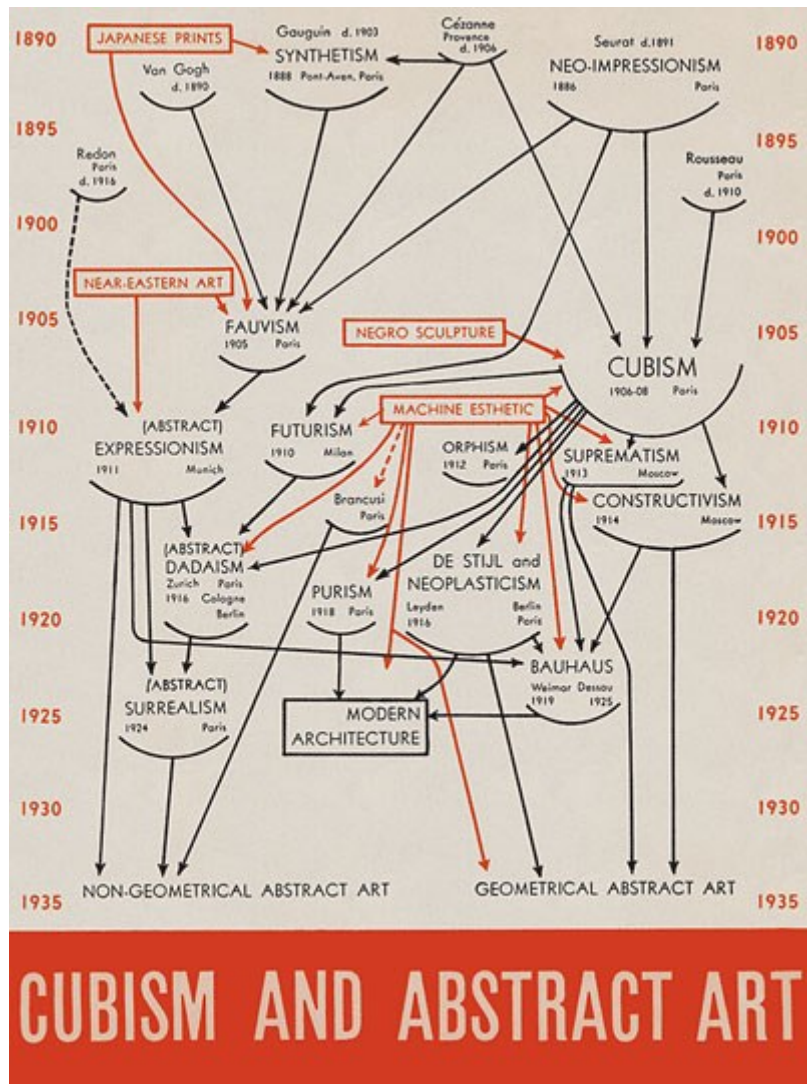 1890
JAPANESE PRINTS
Van Gogh
d. 1890
Gauguin d. 1903
SYNTHETISM
1888 Pont-Aven, Paris
Cézanne
Provence
d. 1906
Seurat d.1891
NEO-IMPRESSIONISM
1886 Paris
1890
1895
1895
Redon
Paris
d. 1916
Rousseau
Paris
d. 1910
1900
1900
NEAR-EASTERN ART
1905
FAUVISM
1905 Paris
NEGRO SCULPTURE
1905
CUBISM
1906-08 Paris
1910
(ABSTRACT)
EXPRESSIONISM
1911 Munich
FUTURISM
1910 Milan
MACHINE ESTHETIC
ORPHISM
1912 Paris
SUPREMATISM
1913 Moscow
1910
CONSTRUCTIVISM
1914 Moscow
Brancusi
Paris
1915
1915
(ABSTRACT)
DADAISM
Zurich Paris
1916 Cologne
Berlin
PURISM
1918 Paris
DE STIJL and
NEOPLASTICISM
Leyden Berlin
1916 Paris
1920
1920
(ABSTRACT)
SURREALISM
1924 Paris
BAUHAUS
Weimar Dessau
1919 1925
MODERN
ARCHITECTURE
1925
1925
1930
1930
NON-GEOMETRICAL ABSTRACT ART
GEOMETRICAL ABSTRACT ART
1935
1935
CUBISM AND ABSTRACT ART